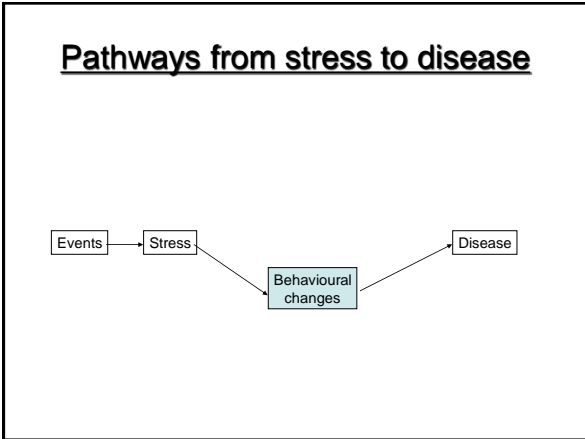 Pathways from stress to disease
Events
Stress
Disease
Behavioural
changes